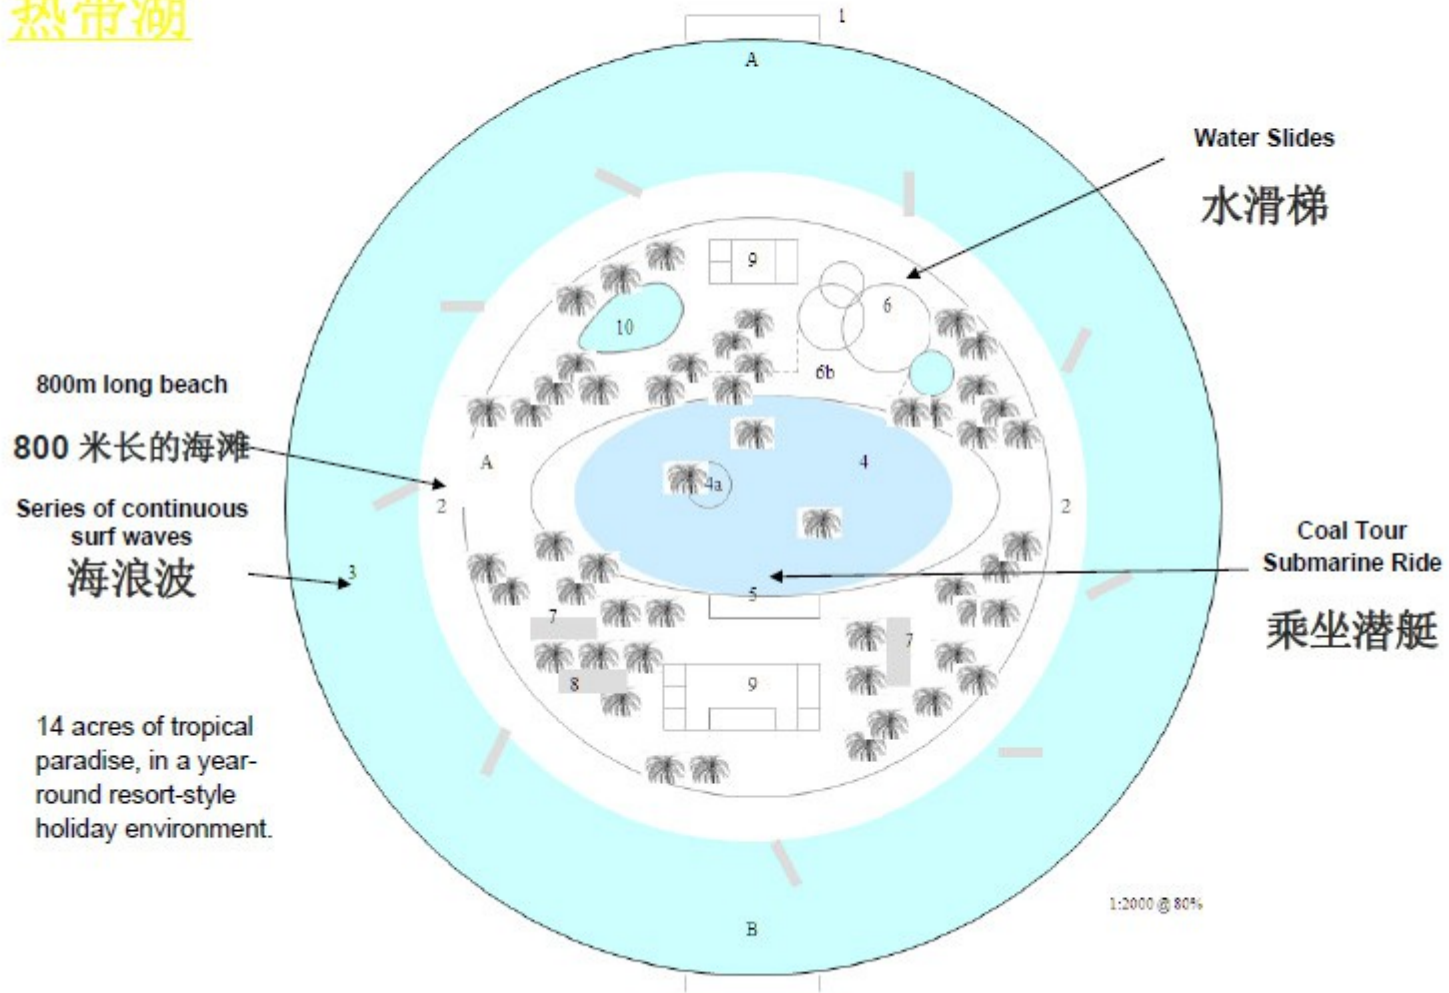 热带湖
1
A
Water Slides
水滑梯
9
6
10
6b
800m long beach
800 米长的海滩
A
4
4a
2
2
Series of continuous
surf waves
海浪波
3
Coal Tour
Submarine Ride
乘坐潜艇
5
7
7
8
9
14 acres of tropical
paradise, in a year-
round resort-style
holiday environment.
1:2000 @ 80%
B